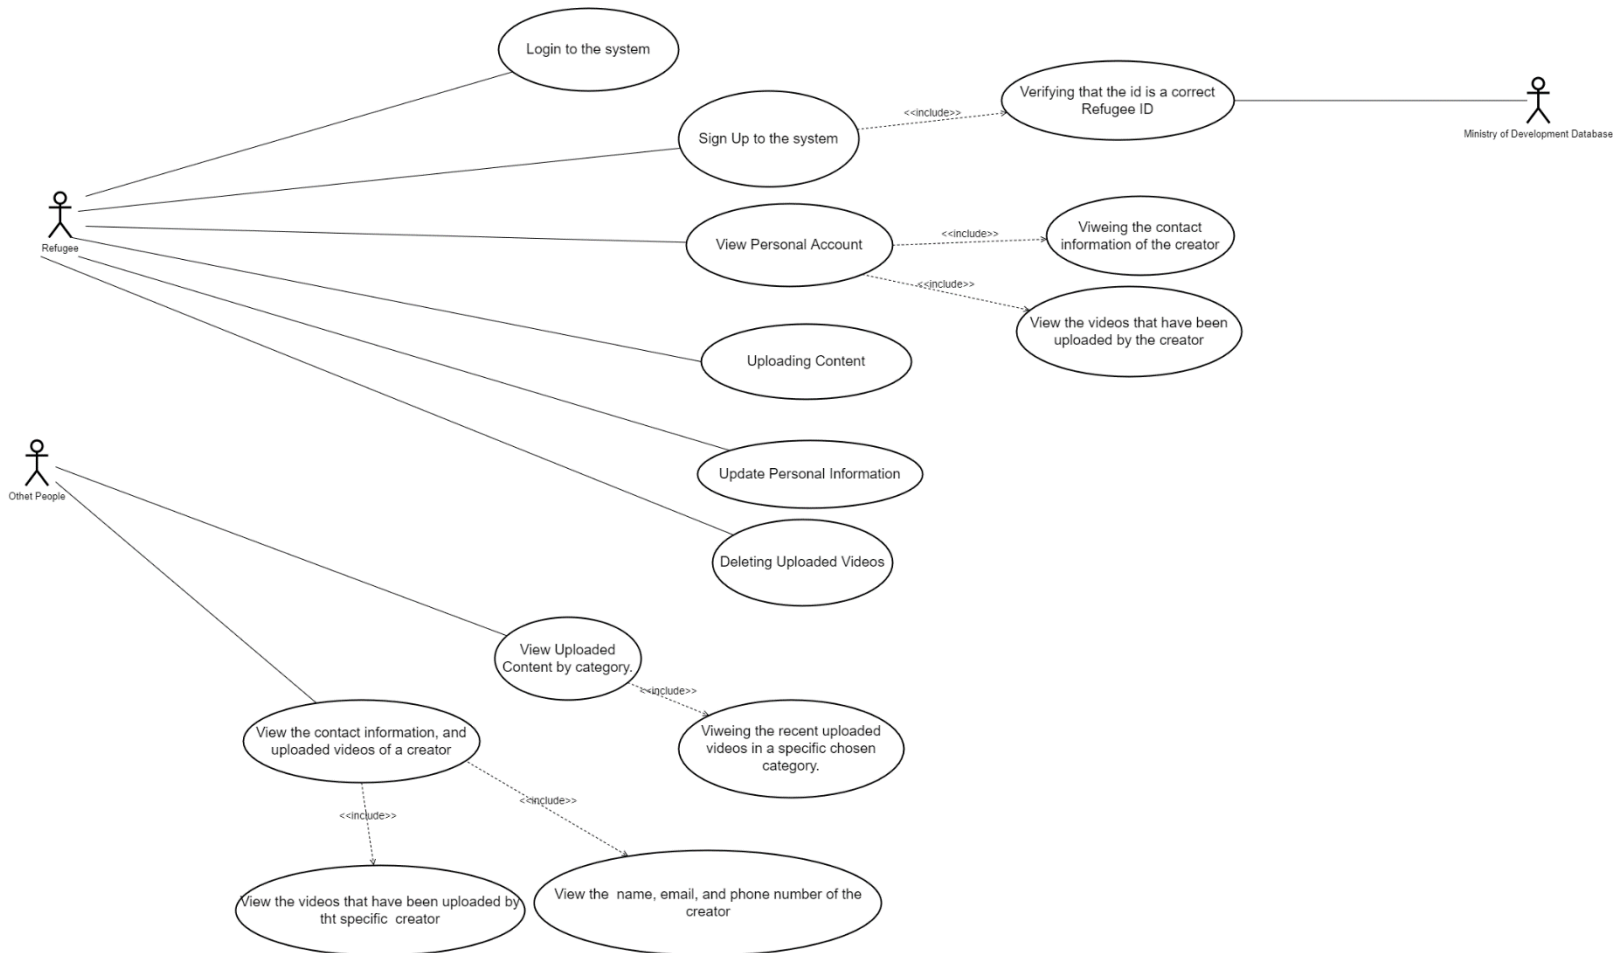 Login to the system
Verifying that the id is a correct
Refugee ID
<<include>>
Sign Up to the system
Ministry of Development Database
Refugee
View Personal Account
<<include>>
Viweing the contact
information of the creator
<<include>>
View the videos that have been
uploaded by the creator
Uploading Content
Update Personal Information
Othet People
Deleting Uploaded Videos
View Uploaded
Content by category.
<<include>>
View the contact information, and
uploaded videos of a creator
Viweing the recent uploaded
videos in a specific chosen
category.
<<include>>
<<include>>
View the videos that have been uploaded by
tht specific creator
View the name, email, and phone number of the
creator